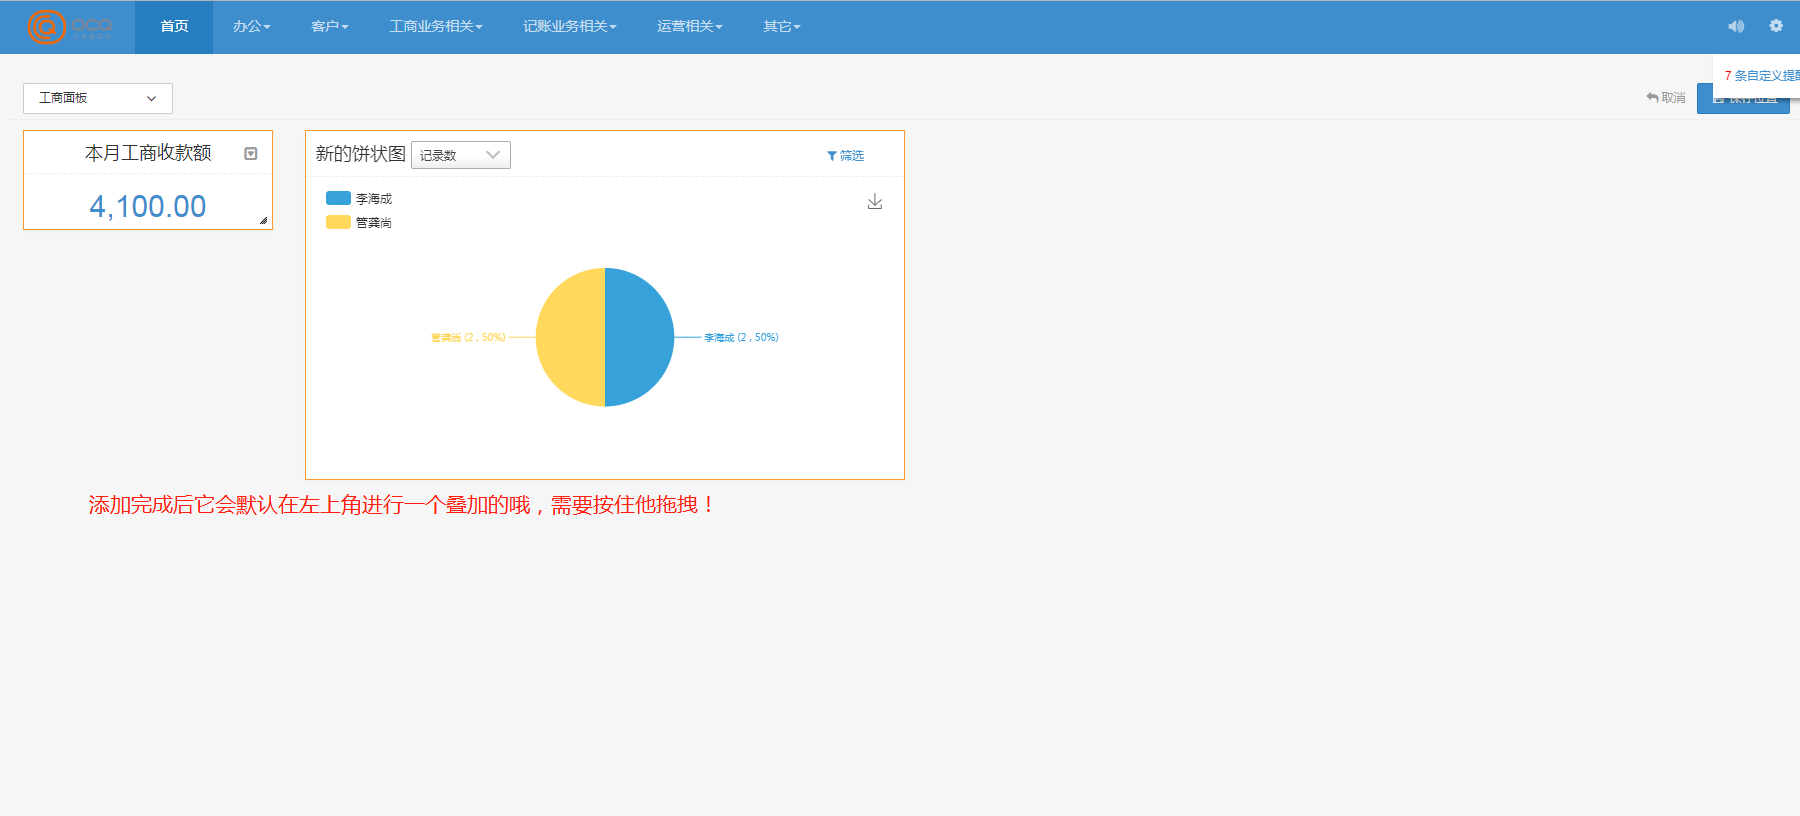 OCQ
首页
办公
客户
工商业务相关
记账业务相关
运营相关
其它
7 条自定义提醒
工商面板
取消
保存位置
本月工商收款额
4,100.00
新的饼状图
记录数
筛选
李海成
管龚尚
管龚尚 (2 , 50%)
李海成 (2 , 50%)
添加完成后它会默认在左上角进行一个叠加的哦，需要按住他拖拽！